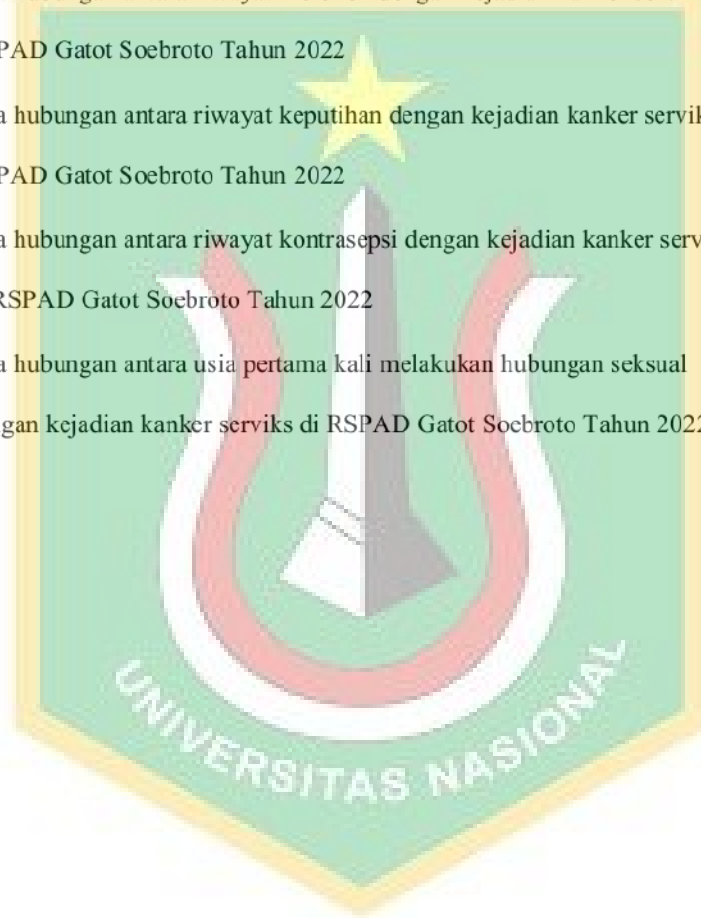 PAD Gatot Soebroto Tahun 2022
a hubungan antara riwayat keputihan dengan kejadian kanker servik
PAD Gatot Soebroto Tahun 2022
a hubungan antara riwayat kontrasepsi dengan kejadian kanker serv
RSPAD Gatot Soebroto Tahun 2022
a hubungan antara usia pertama kali melakukan hubungan seksual
gan kejadian kanker serviks di RSPAD Gatot Soebroto Tahun 2022
UNIVERSITAS NASIONAL